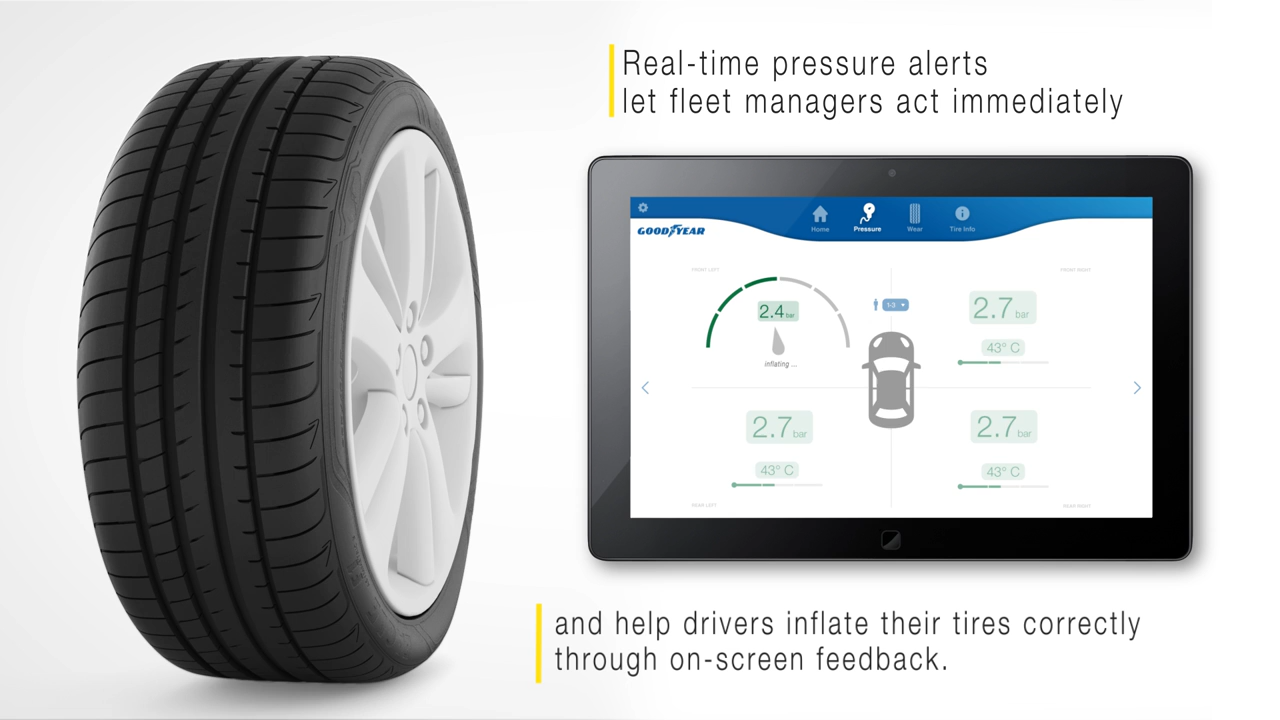 Real-time pressure alerts
let fleet managers act immediately
GOODYEAR
Home
Pressure
Wear
Tire Info
FRONT LEFT
FRONT RIGHT
2.4 bar
inflating ...
1-3
2.7 bar
43° C
2.7 bar
43° C
2.7 bar
43° C
REAR LEFT
REAR RIGHT
and help drivers inflate their tires correctly
through on-screen feedback.